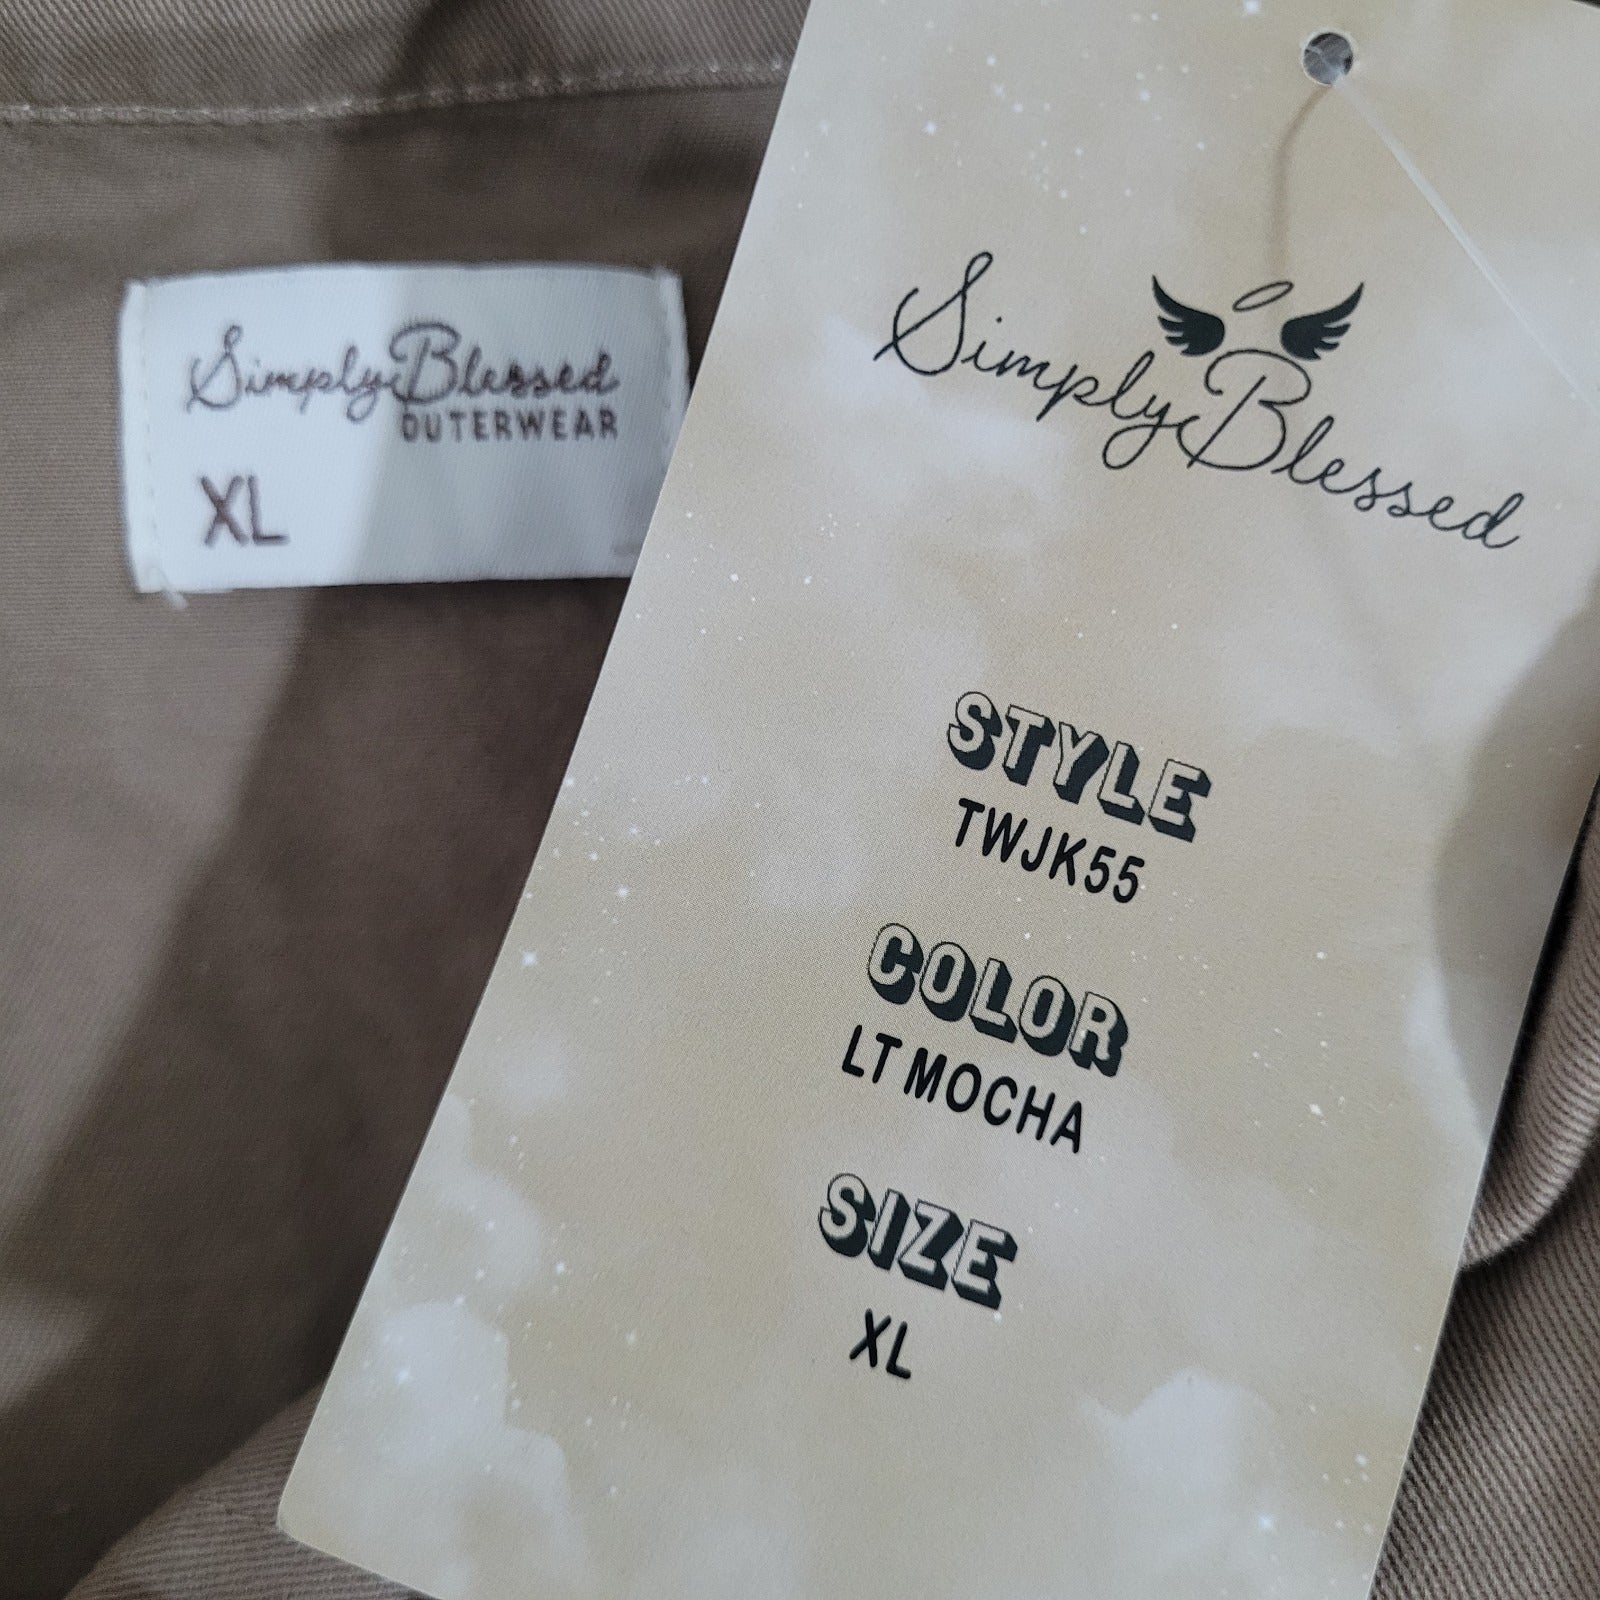 Simply Blessed
OUTERWEAR
XL
Simply Blessed
STYLE
TWJK55
COLOR
LT MOCHA
SIZE
XL